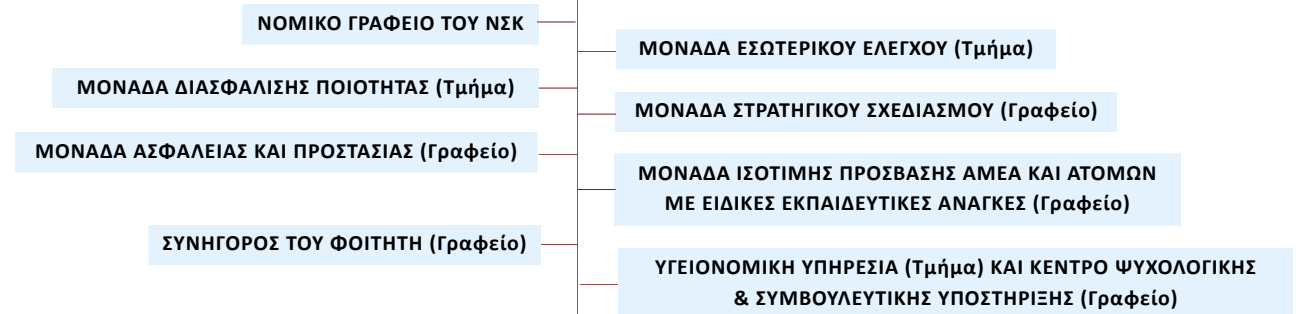 ΝΟΜΙΚΟ ΓΡΑΦΕΙΟ ΤΟΥ ΝΣΚ
ΜΟΝΑΔΑ ΕΣΩΤΕΡΙΚΟΥ ΕΛΕΓΧΟΥ (Τμήμα)
ΜΟΝΑΔΑ ΔΙΑΣΦΑΛΙΣΗΣ ΠΟΙΟΤΗΤΑΣ (Τμήμα)
ΜΟΝΑΔΑ ΣΤΡΑΤΗΓΙΚΟΥ ΣΧΕΔΙΑΣΜΟΥ (Γραφείο)
ΜΟΝΑΔΑ ΑΣΦΑΛΕΙΑΣ ΚΑΙ ΠΡΟΣΤΑΣΙΑΣ (Γραφείο)
ΜΟΝΑΔΑ ΙΣΟΤΙΜΗΣ ΠΡΟΣΒΑΣΗΣ ΑΜΕΑ ΚΑΙ ΑΤΟΜΩΝ
ΜΕ ΕΙΔΙΚΕΣ ΕΚΠΑΙΔΕΥΤΙΚΕΣ ΑΝΑΓΚΕΣ (Γραφείο)
ΣΥΝΗΓΟΡΟΣ ΤΟΥ ΦΟΙΤΗΤΗ (Γραφείο)
ΥΓΕΙΟΝΟΜΙΚΗ ΥΠΗΡΕΣΙΑ (Τμήμα) ΚΑΙ ΚΕΝΤΡΟ ΨΥΧΟΛΟΓΙΚΗΣ
& ΣΥΜΒΟΥΛΕΥΤΙΚΗΣ ΥΠΟΣΤΗΡΙΞΗΣ (Γραφείο)